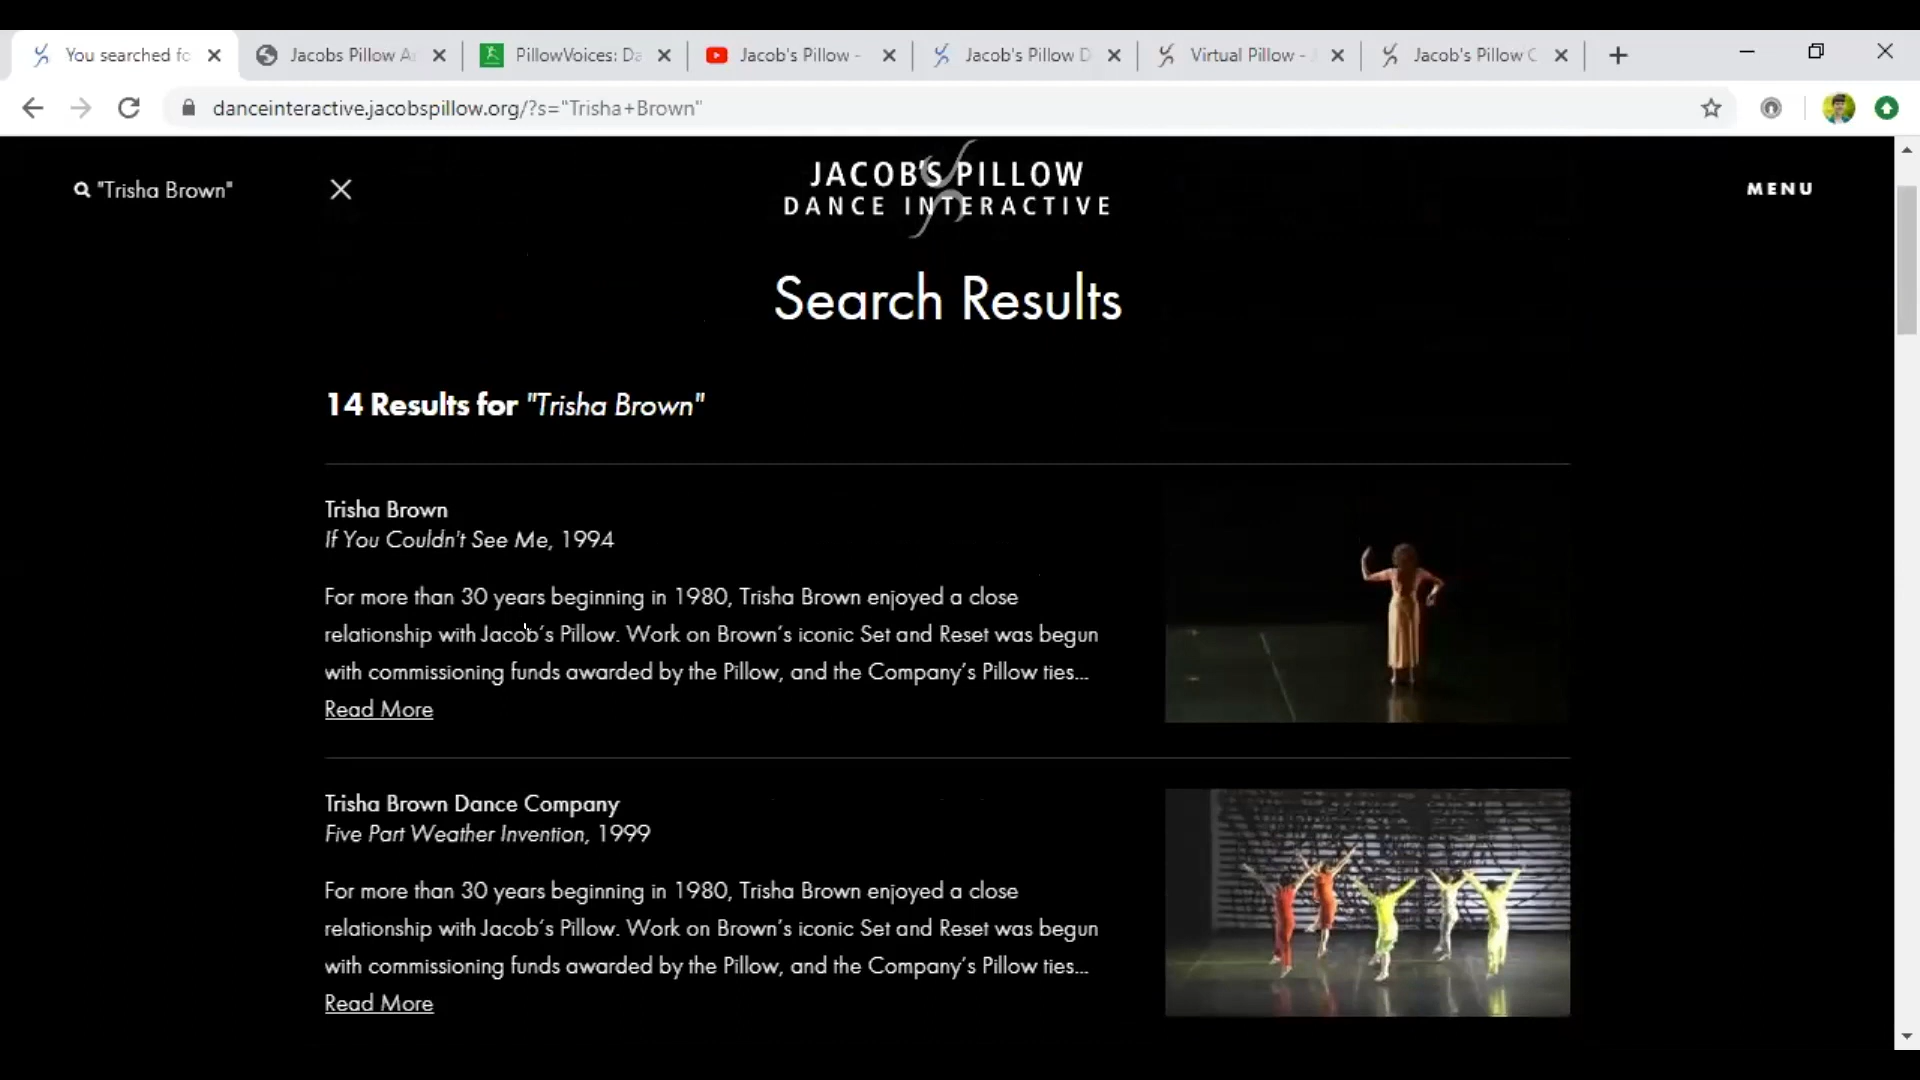 You searched fo
Jacobs Pillow A
PillowVoices: Da
Jacob's Pillow -
Jacob's Pillow D
Virtual Pillow -
Jacob's Pillow C
danceinteractive.jacobspillow.org/?s="Trisha+Brown"
"Trisha Brown"
JACOB'S PILLOW
DANCE INTERACTIVE
MENU
Search Results
14 Results for "Trisha Brown"
Trisha Brown
If You Couldn't See Me, 1994
For more than 30 years beginning in 1980, Trisha Brown enjoyed a close
relationship with Jacob's Pillow. Work on Brown's iconic Set and Reset was begun
with commissioning funds awarded by the Pillow, and the Company's Pillow ties...
Read More
Trisha Brown Dance Company
Five Part Weather Invention, 1999
For more than 30 years beginning in 1980, Trisha Brown enjoyed a close
relationship with Jacob's Pillow. Work on Brown's iconic Set and Reset was begun
with commissioning funds awarded by the Pillow, and the Company's Pillow ties...
Read More